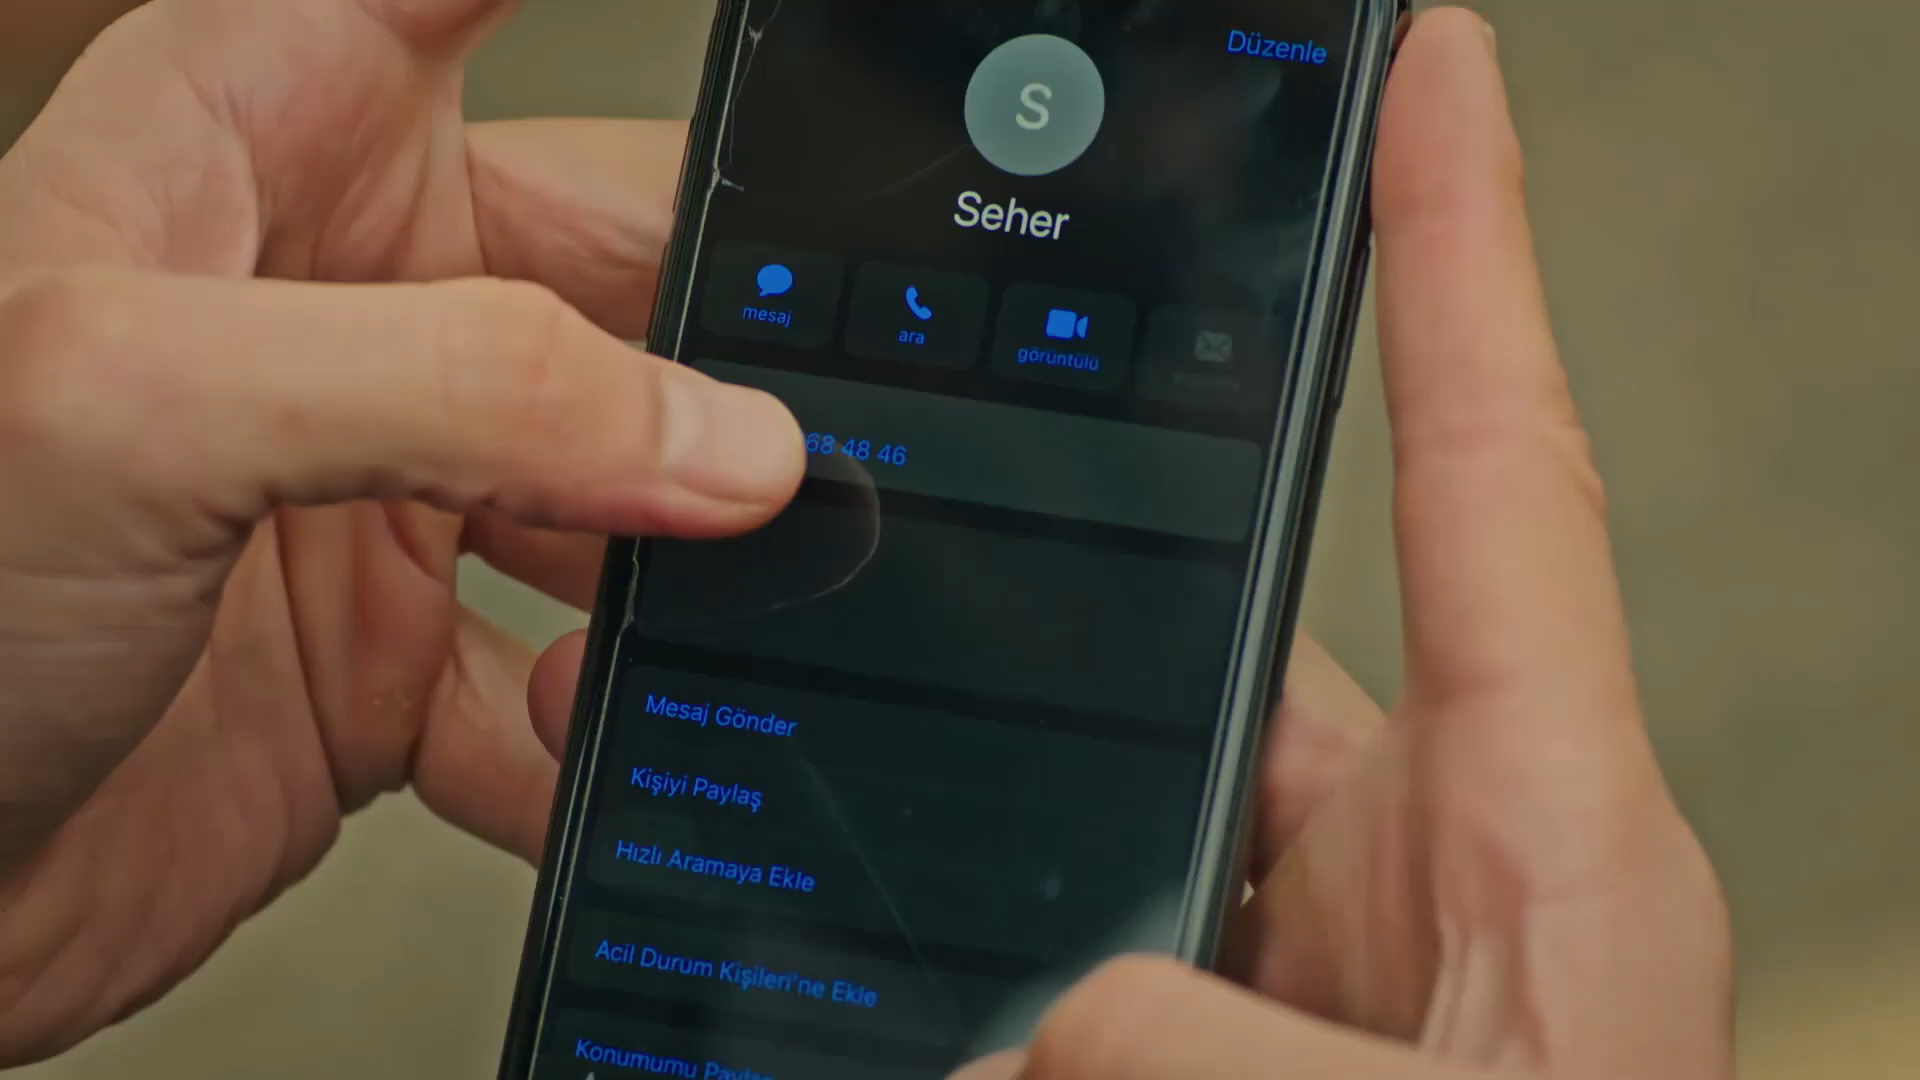 Düzenle
S
Seher
mesaj
ara
görüntülü
68 48 46
Mesaj Gönder
Kişiyi Paylaş
Hızlı Aramaya Ekle
Acil Durum Kişileri'ne Ekle
Konumumu